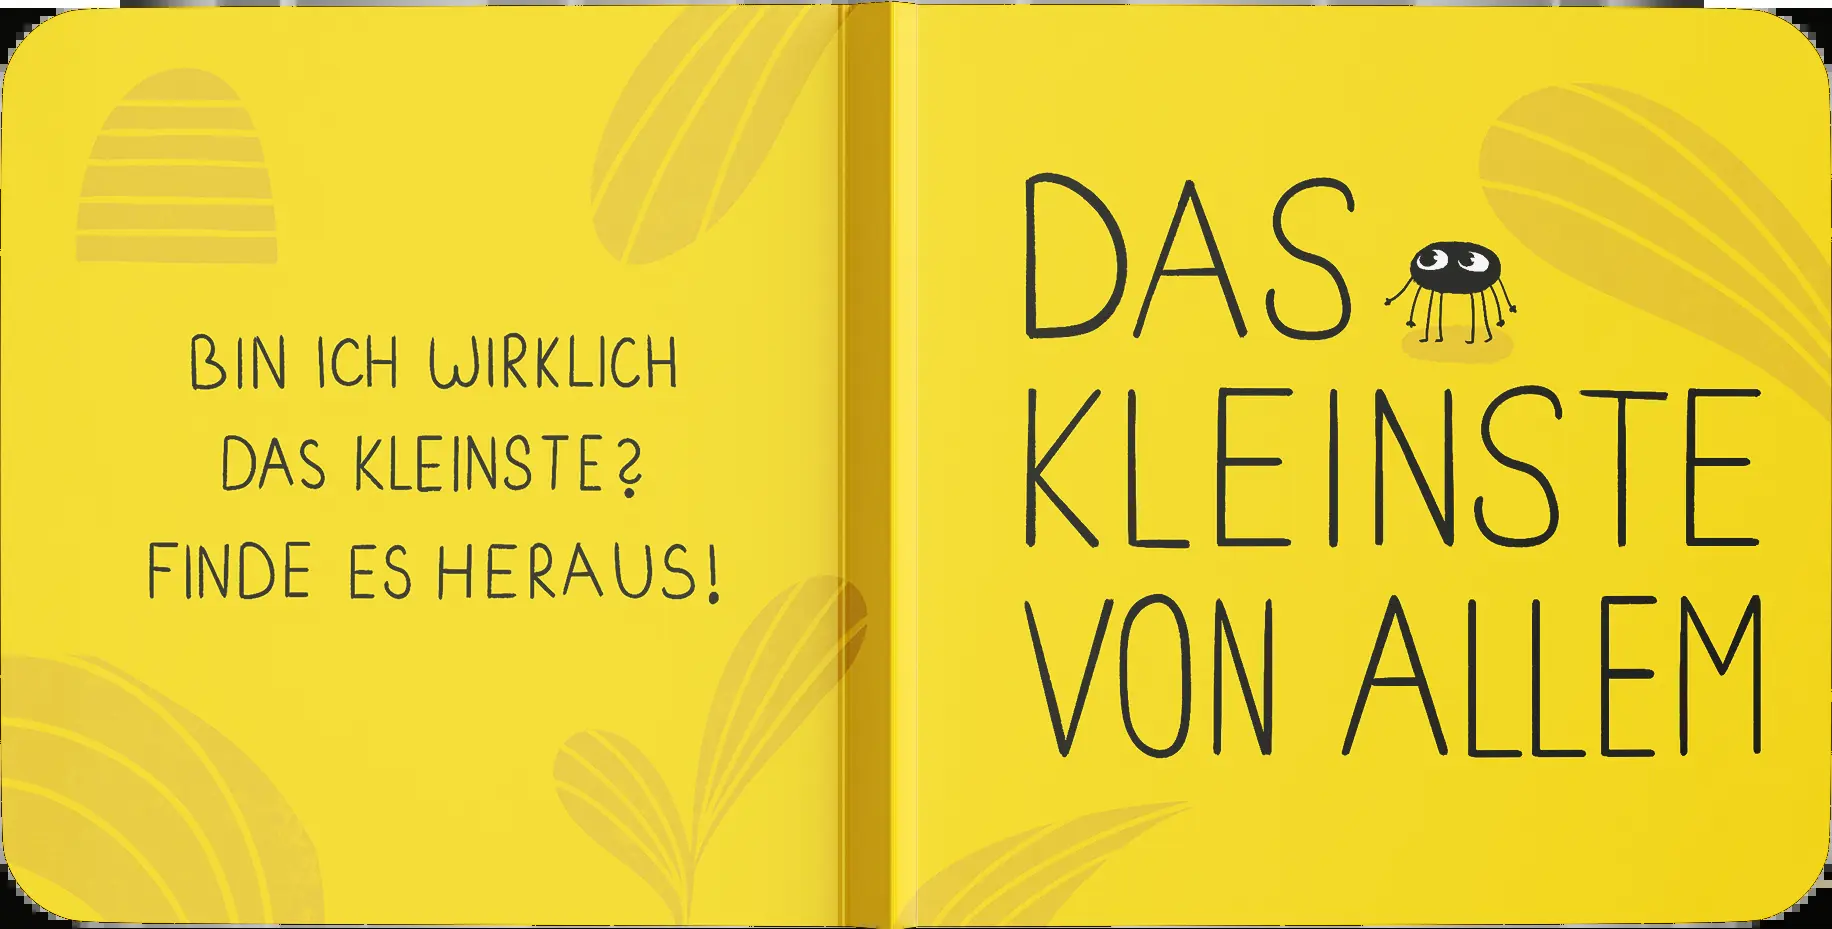 BIN ICH WIRKLICH
DAS KLEINSTE?
FINDE ES HERAUS!
DAS
KLEINSTE
VON ALLEM